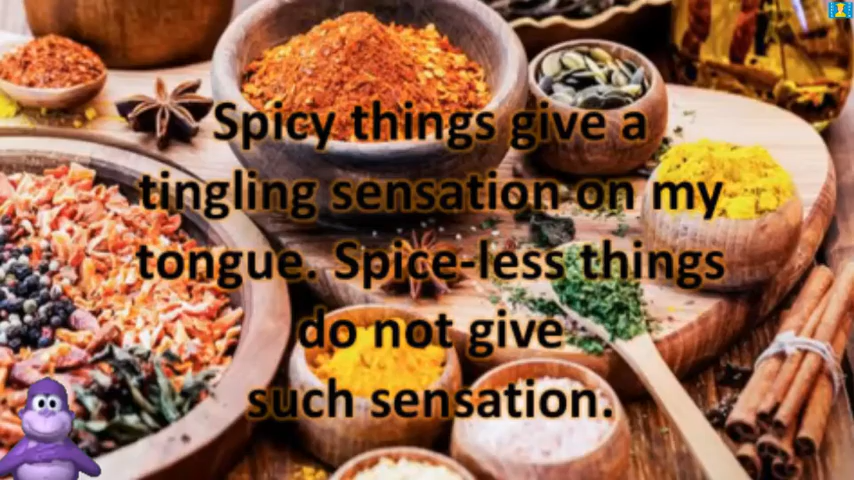 Spicy things give a
tingling sensation on my
tongue. Spice-less things
do not give
such sensation.